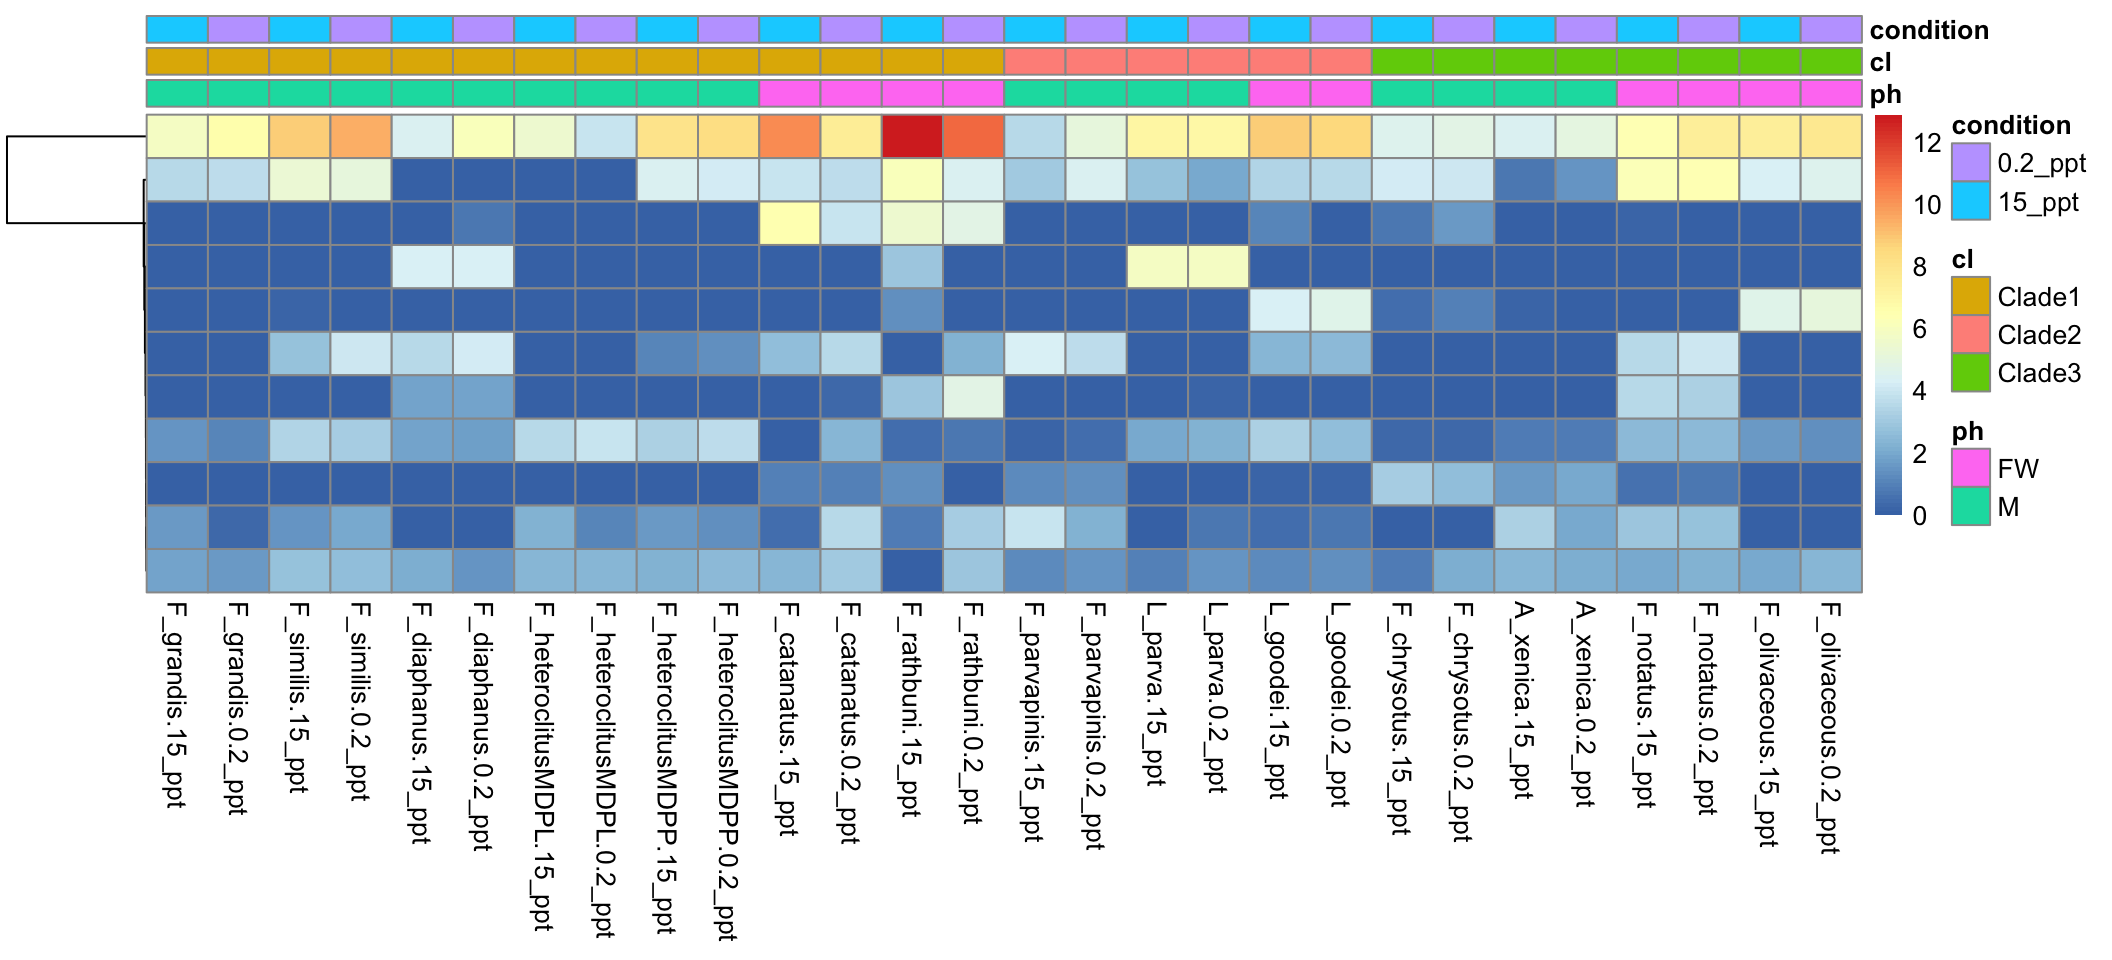 condition
cl
ph
condition
0.2_ppt
15_ppt
cl
Clade1
Clade2
Clade3
ph
FW
M
12
10
8
6
4
2
0
F_grandis.15_ppt
F_grandis.0.2_ppt
F_similis.15_ppt
F_similis.0.2_ppt
F_diaphanus.15_ppt
F_diaphanus.0.2_ppt
F_heteroclitusMDPL.15_ppt
F_heteroclitusMDPL.0.2_ppt
F_heteroclitusMDPP.15_ppt
F_heteroclitusMDPP.0.2_ppt
F_catanatus.15_ppt
F_catanatus.0.2_ppt
F_rathbuni.15_ppt
F_rathbuni.0.2_ppt
F_parvapinis.15_ppt
F_parvapinis.0.2_ppt
L_parva.15_ppt
L_parva.0.2_ppt
L_goodei.15_ppt
L_goodei.0.2_ppt
F_chrysotus.15_ppt
F_chrysotus.0.2_ppt
A_xenica.15_ppt
A_xenica.0.2_ppt
F_notatus.15_ppt
F_notatus.0.2_ppt
F_olivaceous.15_ppt
F_olivaceous.0.2_ppt